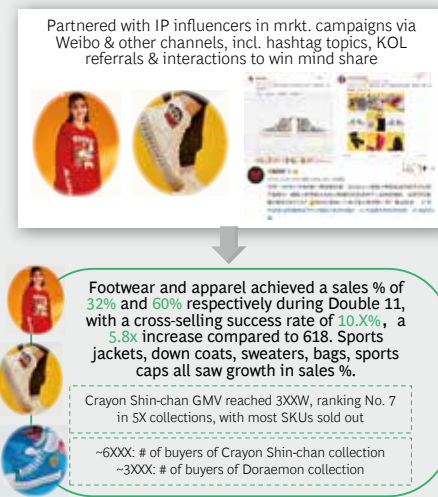 Partnered with IP influencers in mrkt. campaigns via
Weibo & other channels, incl. hashtag topics, KOL
referrals & interactions to win mind share
Footwear and apparel achieved a sales % of
32% and 60% respectively during Double 11,
with a cross-selling success rate of 10.X%, a
5.8x increase compared to 618. Sports
jackets, down coats, sweaters, bags, sports
caps all saw growth in sales %.
Crayon Shin-chan GMV reached 3XXW, ranking No. 7
in 5X collections, with most SKUs sold out
~6XXX: # of buyers of Crayon Shin-chan collection
~3XXX: # of buyers of Doraemon collection